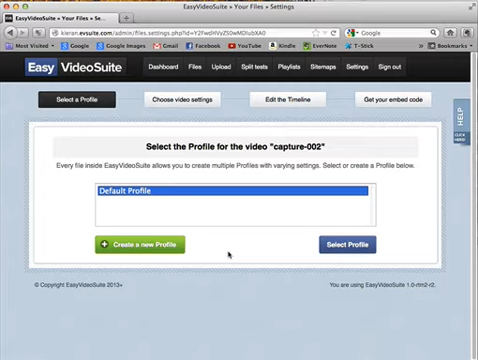 EasyVideoSuite » Your Files » Settings
EasyVideoSuite » Your Files » Settings
Google
Most Visited Google Google Images Gmail Facebook YouTube Kindle EverNote T-Stick Bookmarks
Easy VideoSuite Dashboard Files Upload Split tests Playlists Sitemaps Settings Sign out
Select a Profile Choose video settings Edit the Timeline Get your embed code
HELP
CLICK HERE!
Select the Profile for the video "capture-002"
Every file inside EasyVideoSuite allows you to create multiple Profiles with varying settings. Select or create a Profile below.
Default Profile
Create a new Profile Select Profile
© Copyright EasyVideoSuite 2013+ You are using EasyVideoSuite 1.0-rtm2-r2.